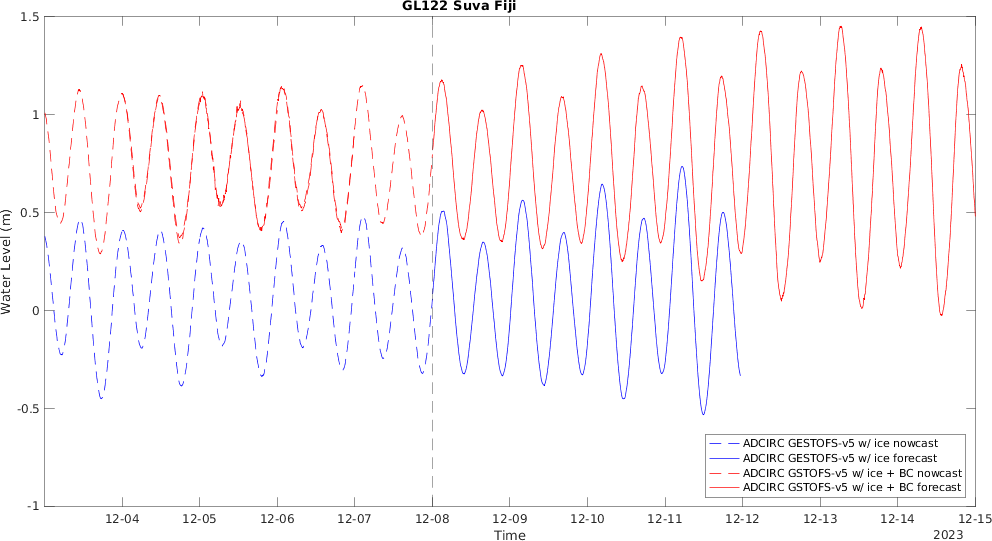 GL122 Suva Fiji
1.5
1
0.5
0
-0.5
-1
Water Level (m)
12-04 12-05 12-06 12-07 12-08 12-09 12-10 12-11 12-12 12-13 12-14 12-15
Time
2023
ADCIRC GESTOFS-v5 w/ ice nowcast
ADCIRC GESTOFS-v5 w/ ice forecast
ADCIRC GSTOFS-v5 w/ ice + BC nowcast
ADCIRC GSTOFS-v5 w/ ice + BC forecast